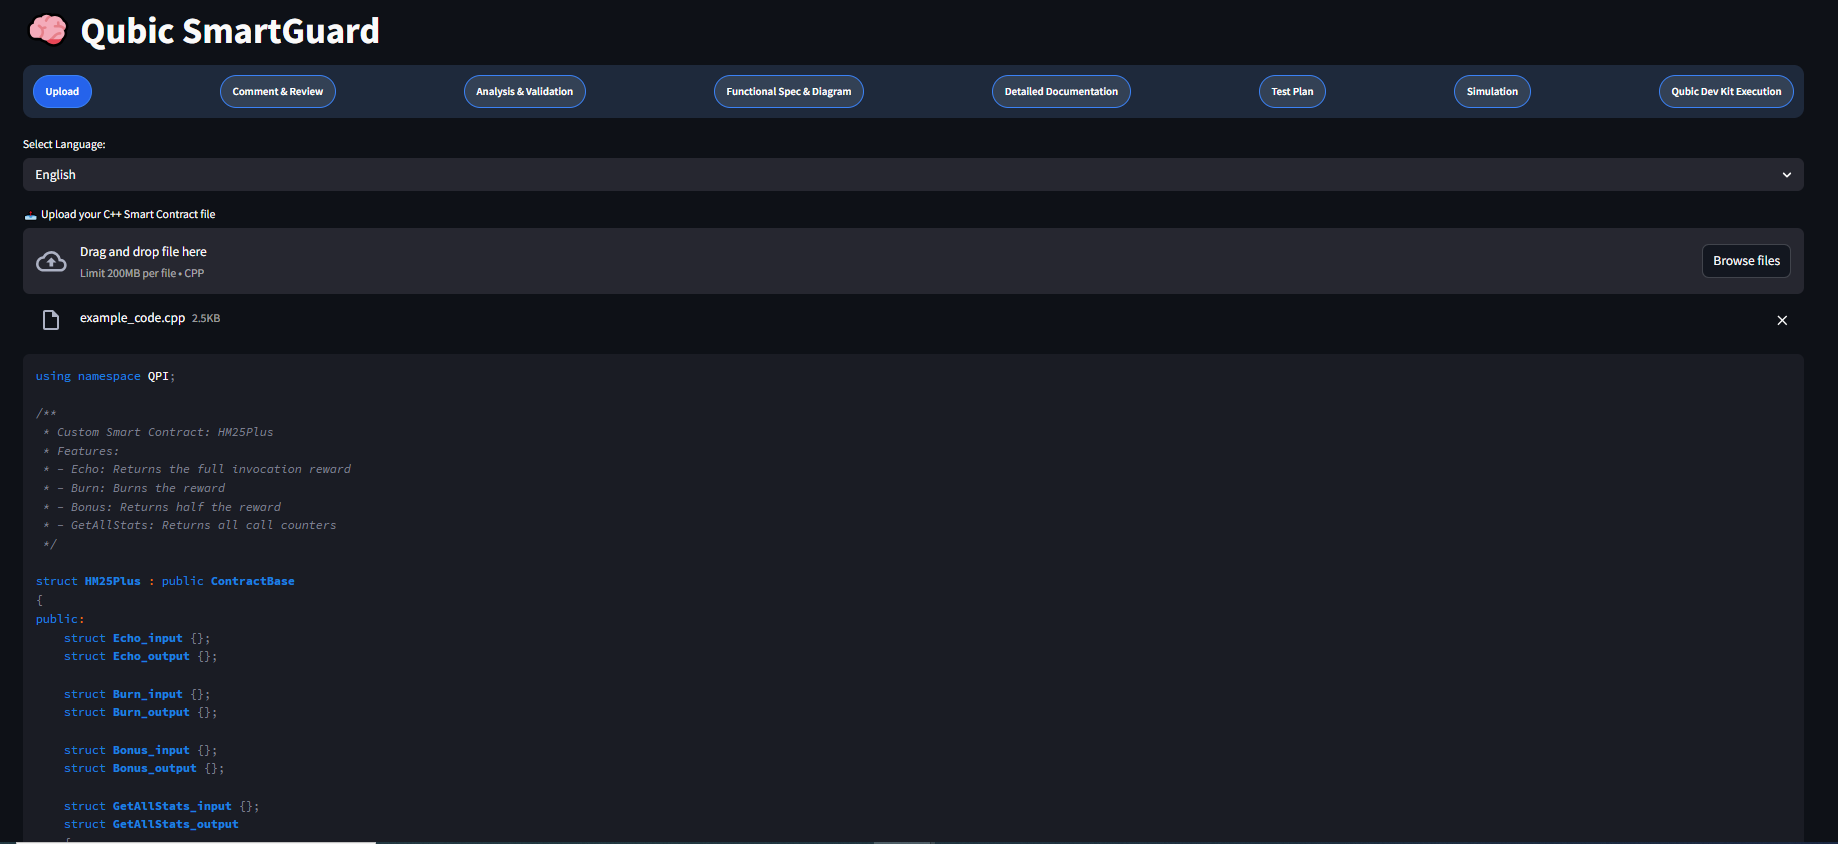 Qubic SmartGuard
Upload
Comment & Review
Analysis & Validation
Functional Spec & Diagram
Detailed Documentation
Test Plan
Simulation
Qubic Dev Kit Execution
Select Language:
English
Upload your C++ Smart Contract file
Drag and drop file here
Limit 200MB per file • CPP
Browse files
example_code.cpp 2.5KB
using namespace QPI;
/**
* Custom Smart Contract: HM25Plus
* Features:
* - Echo: Returns the full invocation reward
* - Burn: Burns the reward
* - Bonus: Returns half the reward
* - GetAllStats: Returns all call counters
*/
struct HM25Plus : public ContractBase
{
public:
struct Echo_input {};
struct Echo_output {};
struct Burn_input {};
struct Burn_output {};
struct Bonus_input {};
struct Bonus_output {};
struct GetAllStats_input {};
struct GetAllStats_output
{